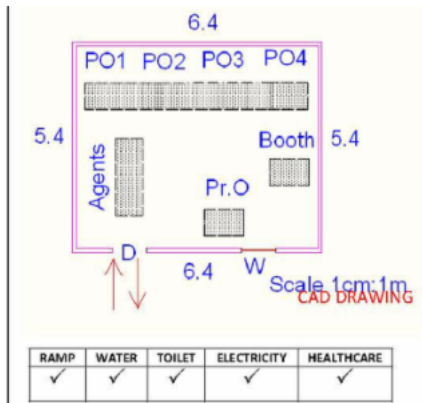 6.4
PO1 PO2 PO3 PO4
5.4
Booth 5.4
Agents
Pr.O
D
6.4
W
Scale 1cm:1m
CAD DRAWING
RAMP WATER TOILET ELECTRICITY HEALTHCARE
✓ ✓ ✓ ✓ ✓